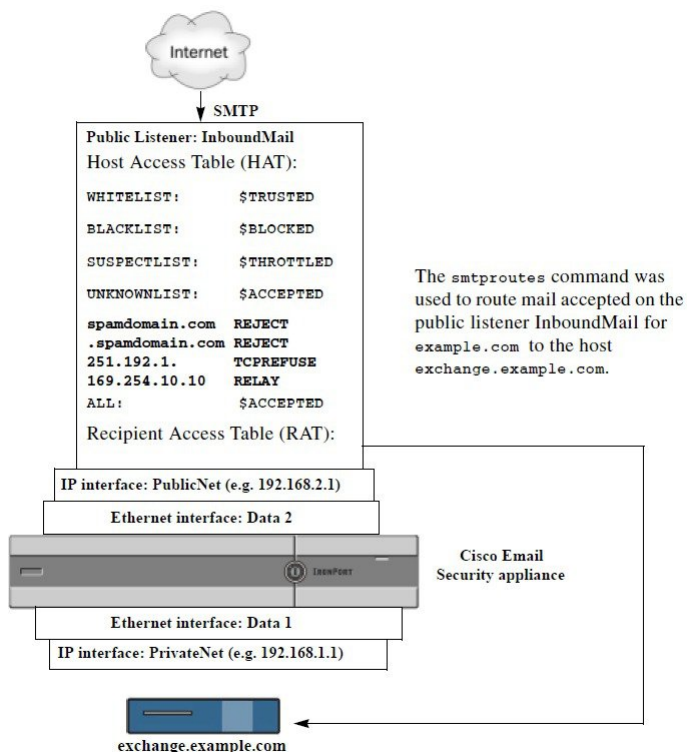 Internet
SMTP
Public Listener: InboundMail
Host Access Table (HAT):
WHITELIST: $TRUSTED
BLACKLIST: $BLOCKED
SUSPECTLIST: $THROTTLED
UNKNOWNLIST: $ACCEPTED
spamdomain.com REJECT
.spamdomain.com REJECT
251.192.1. TCPREFUSE
169.254.10.10 RELAY
ALL: $ACCEPTED
Recipient Access Table (RAT):
The smtproutes command was
used to route mail accepted on the
public listener InboundMail for
example.com to the host
exchange.example.com.
IP interface: PublicNet (e.g. 192.168.2.1)
Ethernet interface: Data 2
IRONPORT
Cisco Email
Security appliance
Ethernet interface: Data 1
IP interface: PrivateNet (e.g. 192.168.1.1)
exchange.example.com